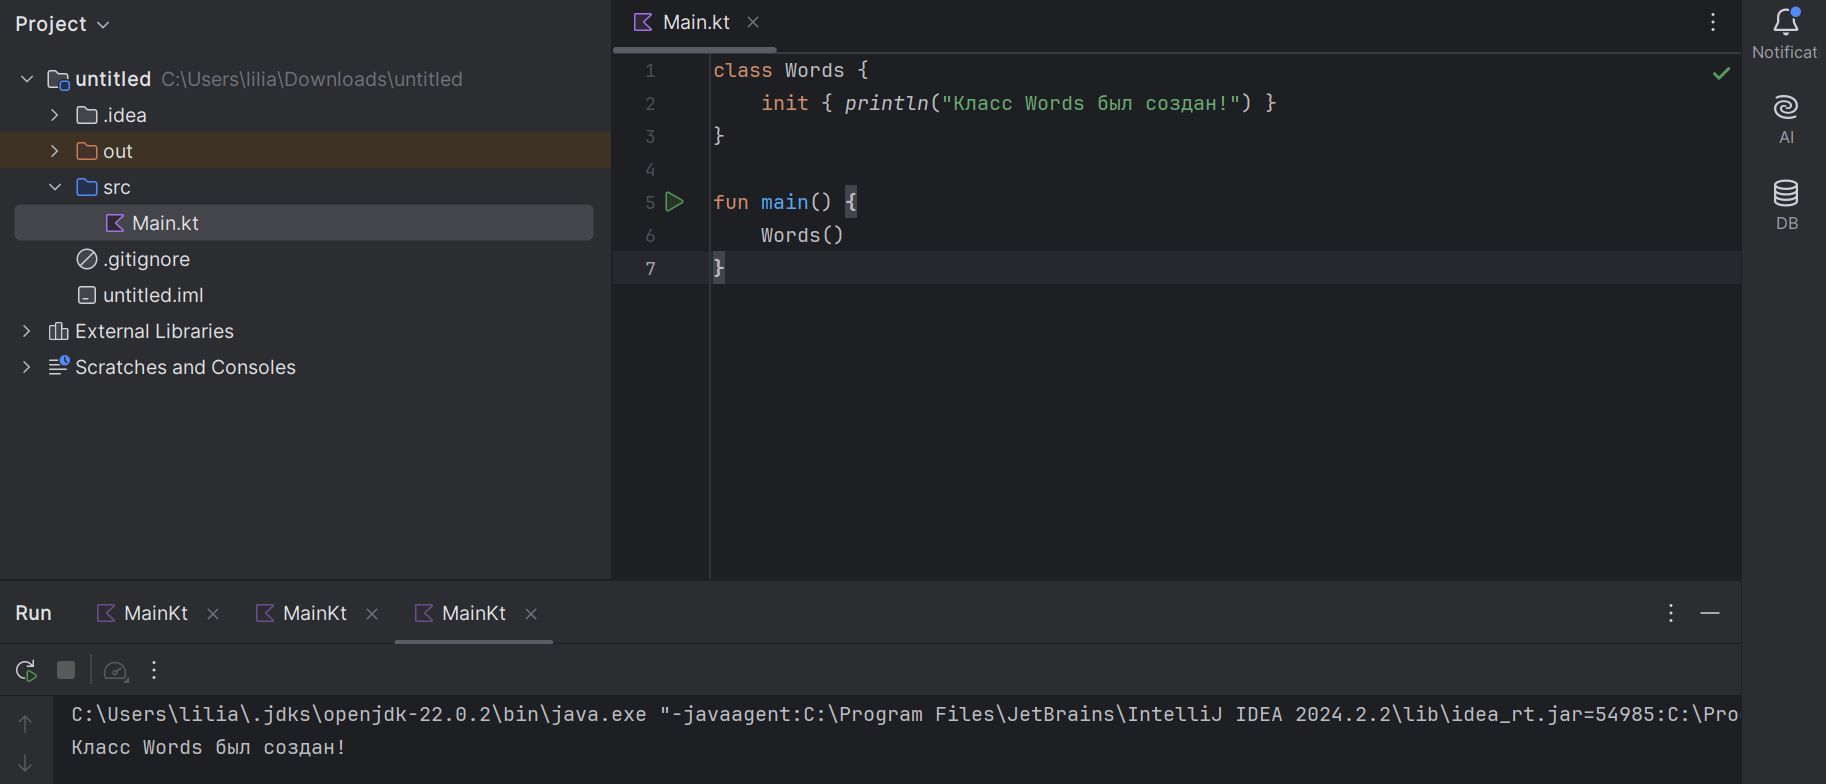 Project
untitled C:\Users\lilia\Downloads\untitled
.idea
out
src
Main.kt
.gitignore
untitled.iml
External Libraries
Scratches and Consoles
Main.kt
1 class Words {
2 init { println("Класс Words был создан!") }
3 }
4
5 fun main() {
6 Words()
7 }
Notificat
AI
DB
Run MainKt MainKt MainKt
C:\Users\lilia\.jdks\openjdk-22.0.2\bin\java.exe "-javaagent:C:\Program Files\JetBrains\IntelliJ IDEA 2024.2.2\lib\idea_rt.jar=54985:C:\Pro
Класс Words был создан!